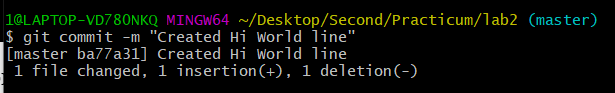 1@LAPTOP-VD780NKQ MINGW64 ~/Desktop/Second/Practicum/lab2 (master)
$ git commit -m "Created Hi World line"
[master ba77a31] Created Hi World line
 1 file changed, 1 insertion(+), 1 deletion(-)